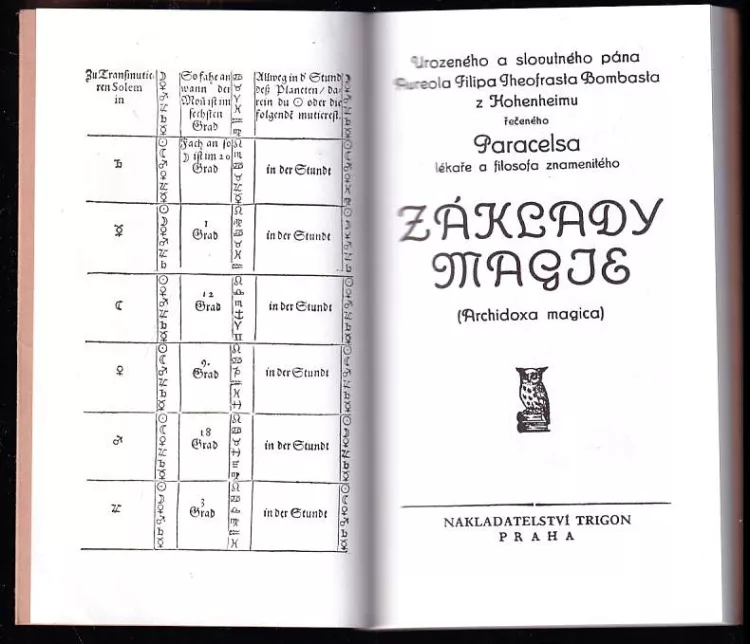 Zu Tranſmutie
ren Solem
in
So fahe an
wann der
Mon iſt im
ſechſten
Grad
Allweg in d' Stund
deß Planeten / da⸗
rein du ☉ oder die
folgende mutiereſt.
♄
Fach an ſo
☽ iſt im 20
Grad
in der Stundt
☿
1
Grad
in der Stundt
☾
12
Grad
in der Stundt
♀
9.
Grad
in der Stundt
♂
18
Grad
in der Stundt
♃
3
Grad
in der Stundt
Urozeného a slovutného pána
Aureola Filipa Theofrasta Bombasta
z Hohenheimu
řečeného
Paracelsa
lékaře a filosofa znamenitého
ZÁKLADY
MAGIE
(Archidoxa magica)
NAKLADATELSTVÍ TRIGON
PRAHA